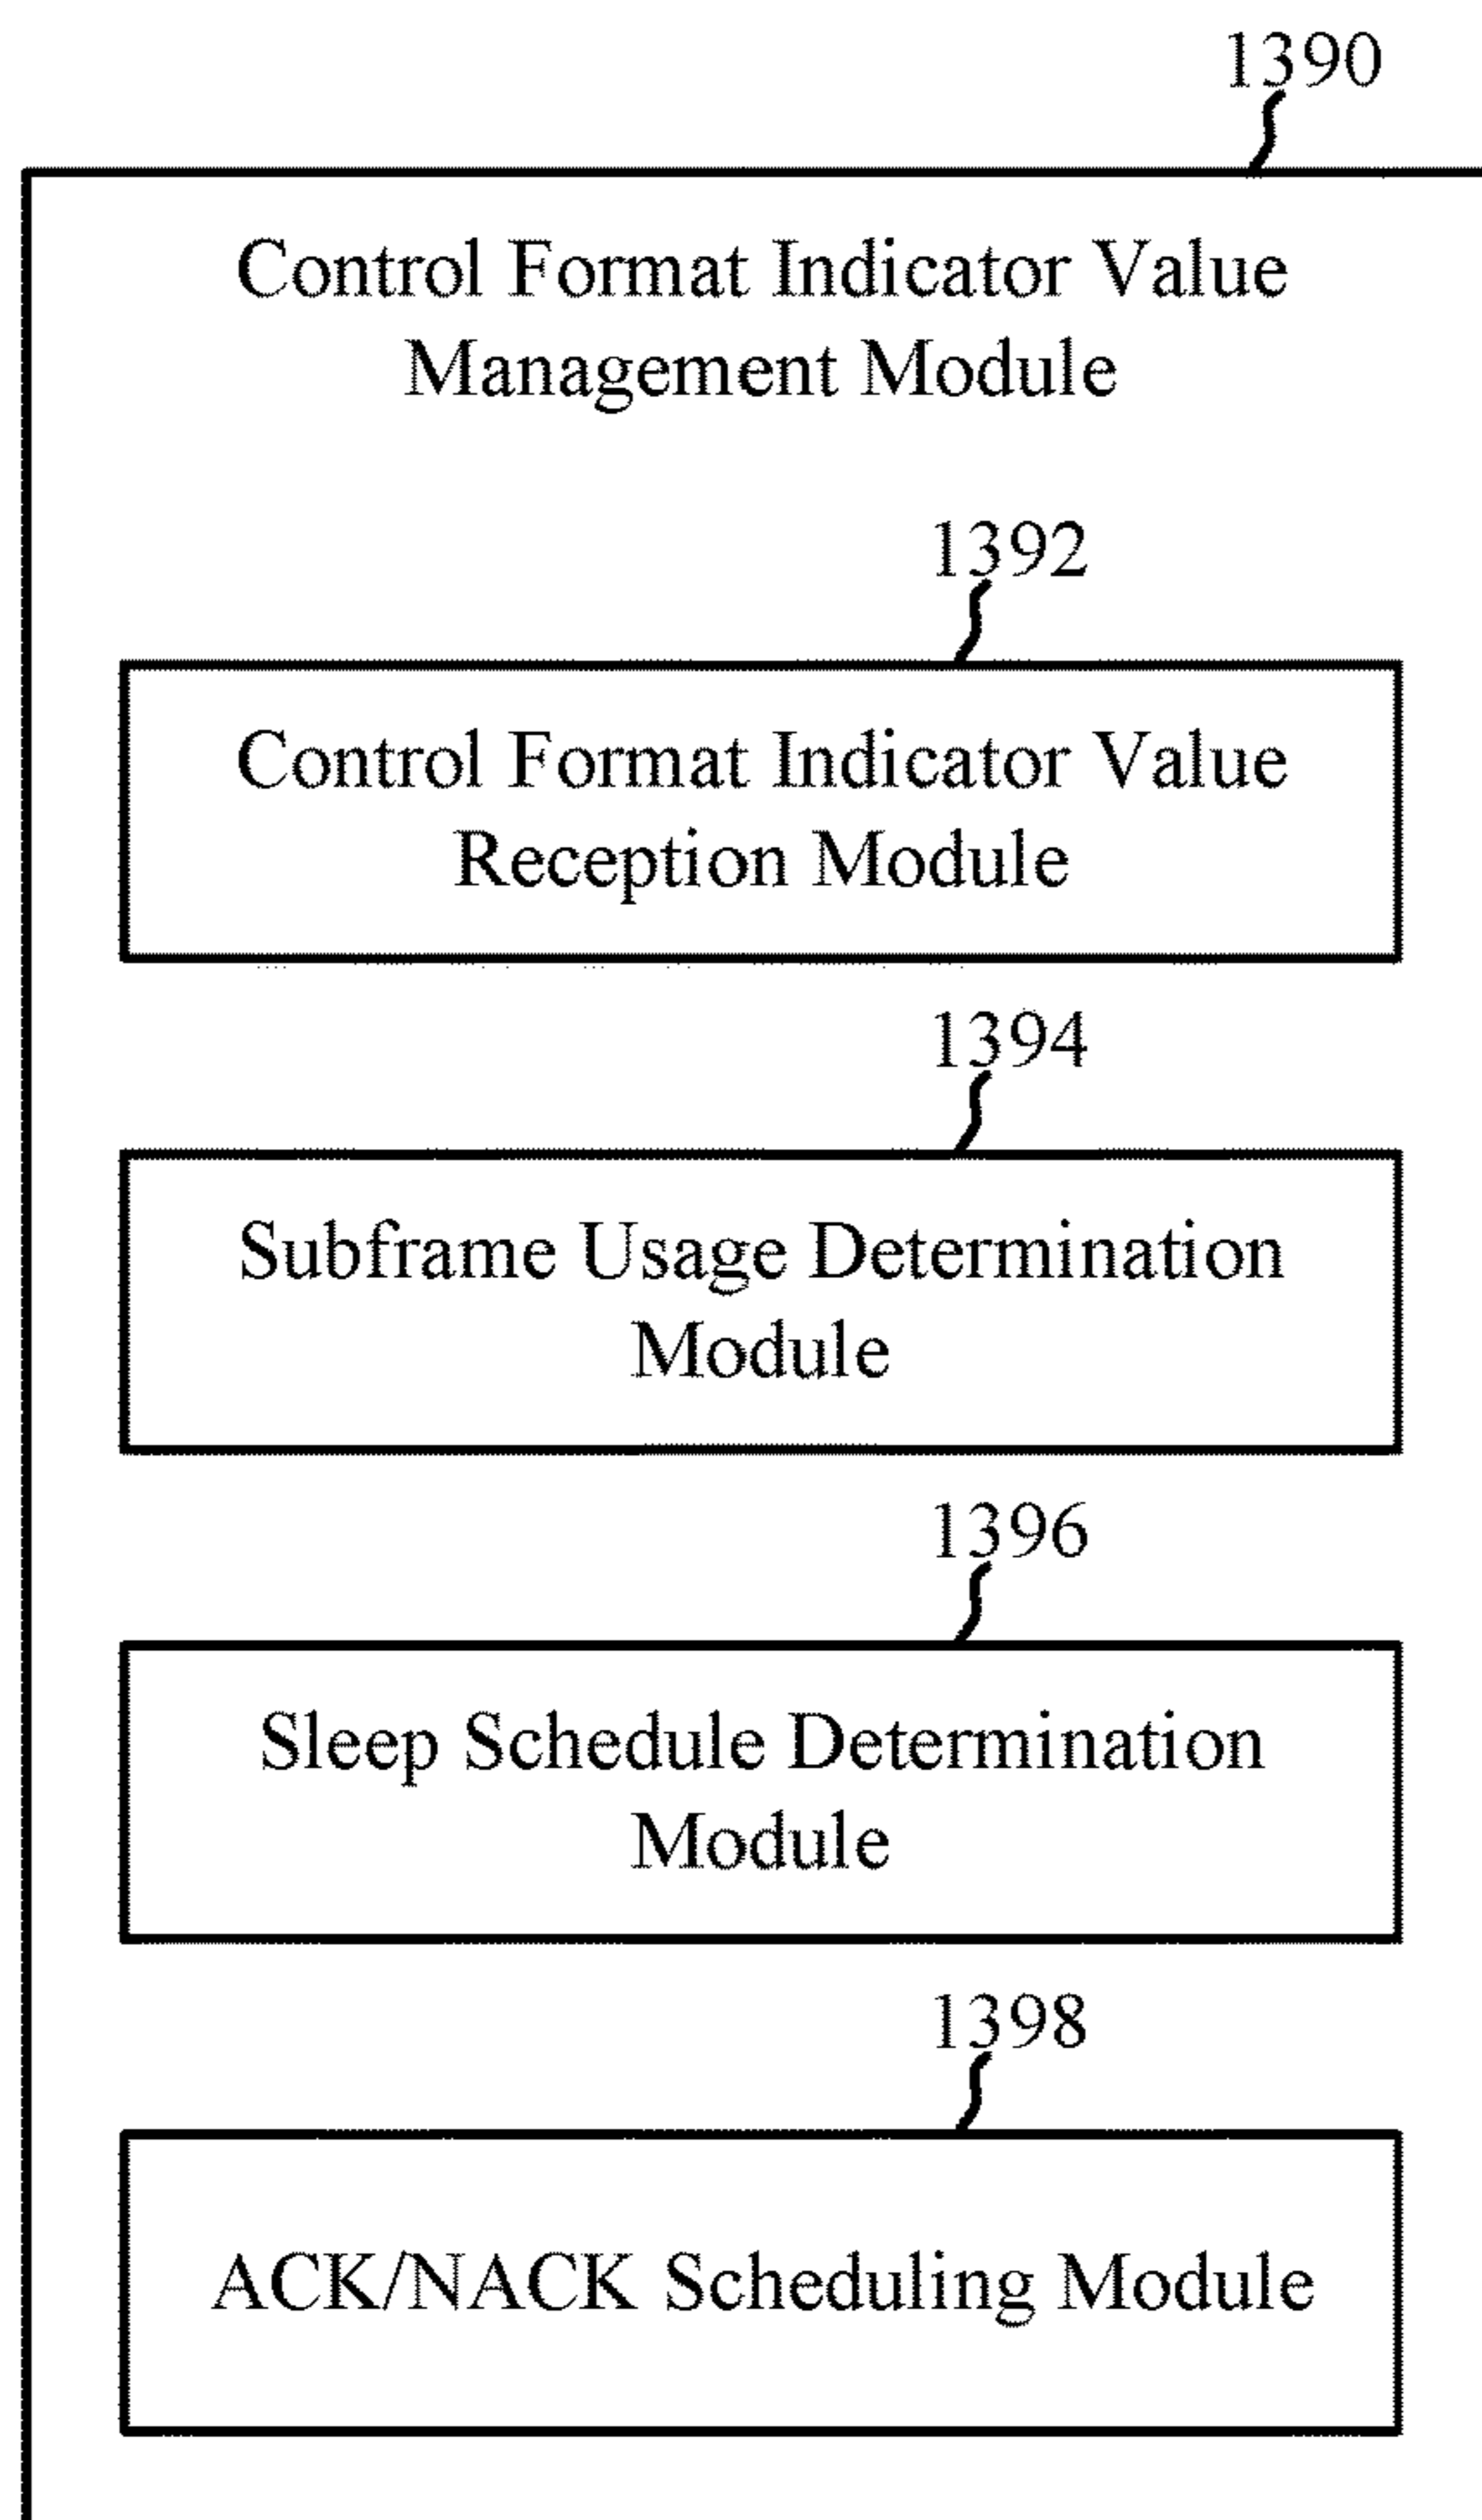 1390
Control Format Indicator Value
Management Module
1392
Control Format Indicator Value
Reception Module
1394
Subframe Usage Determination
Module
1396
Sleep Schedule Determination
Module
1398
ACK/NACK Scheduling Module